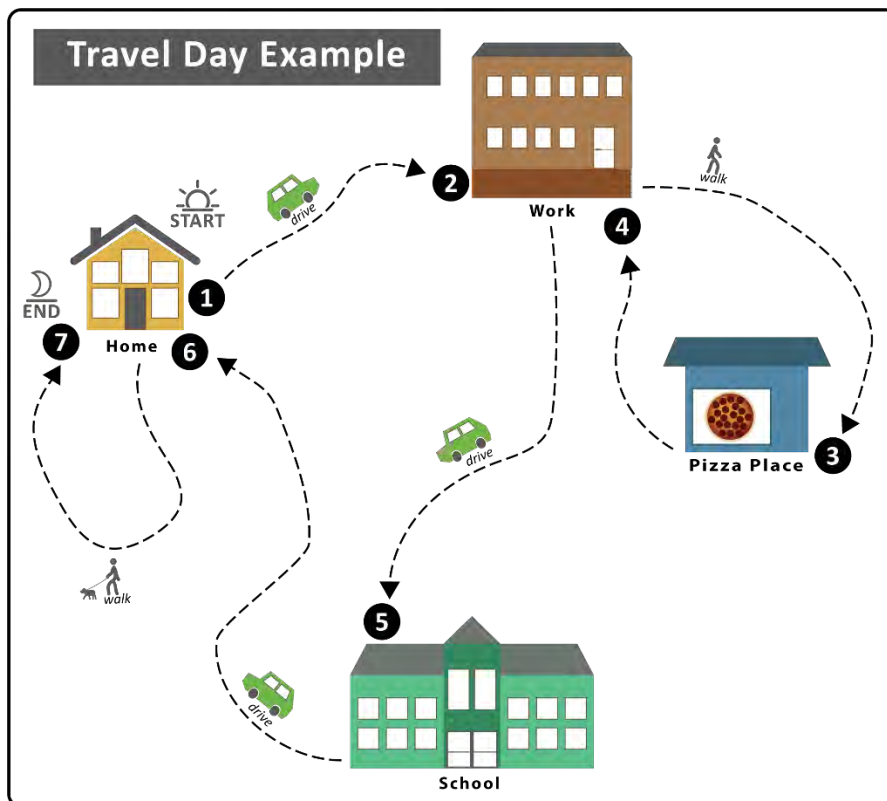 Travel Day Example
START
drive
2
walk
Work
4
1
END
7
Home
6
drive
Pizza Place
3
walk
5
drive
School